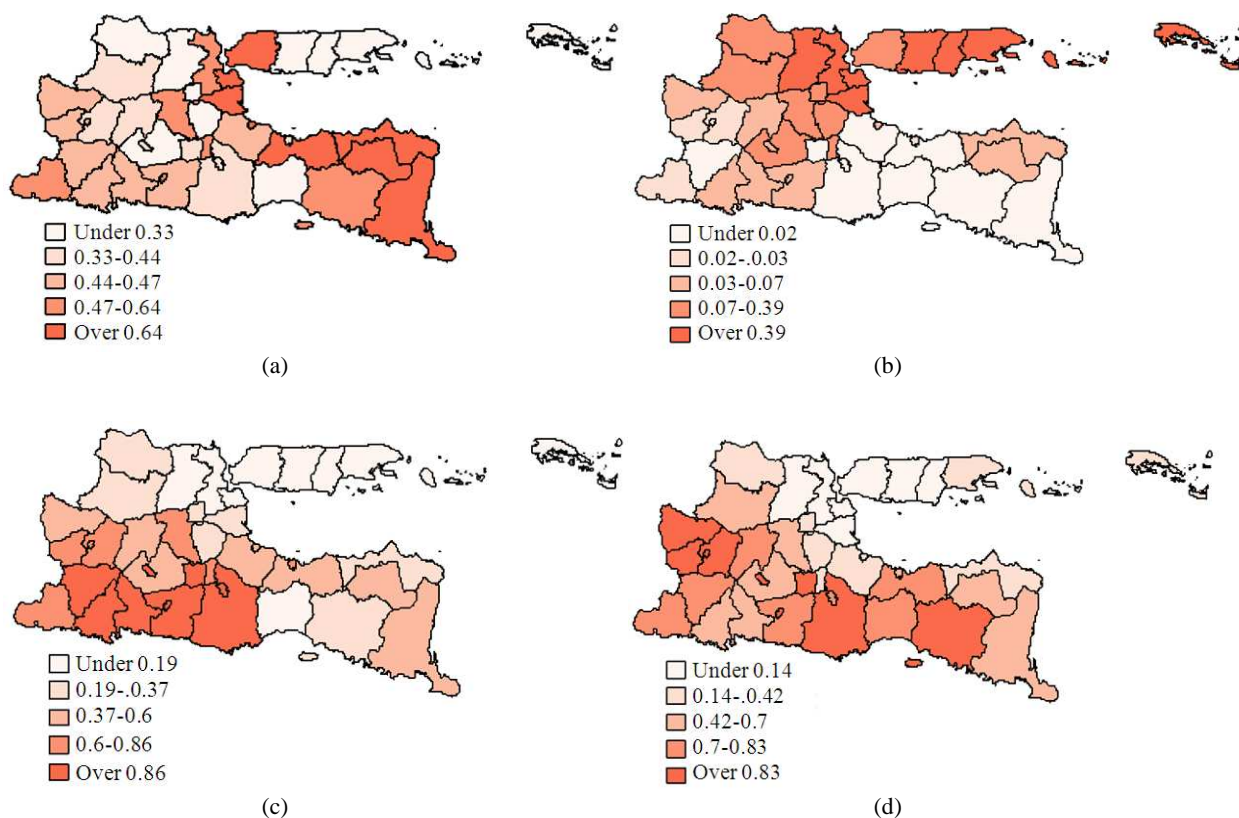 Under 0.33
0.33-0.44
0.44-0.47
0.47-0.64
Over 0.64
(a)
Under 0.02
0.02-.0.03
0.03-0.07
0.07-0.39
Over 0.39
(b)
Under 0.19
0.19-.0.37
0.37-0.6
0.6-0.86
Over 0.86
(c)
Under 0.14
0.14-.0.42
0.42-0.7
0.7-0.83
Over 0.83
(d)